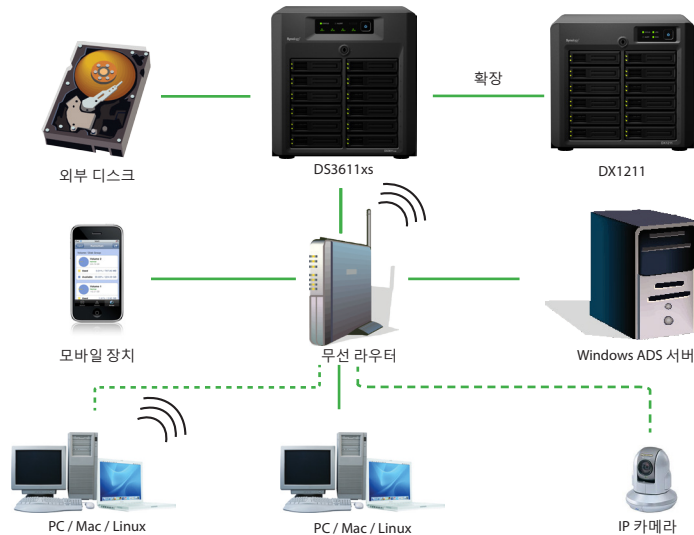 확장
외부 디스크
DS3611xs
DX1211
모바일 장치
무선 라우터
Windows ADS 서버
PC / Mac / Linux
PC / Mac / Linux
IP 카메라